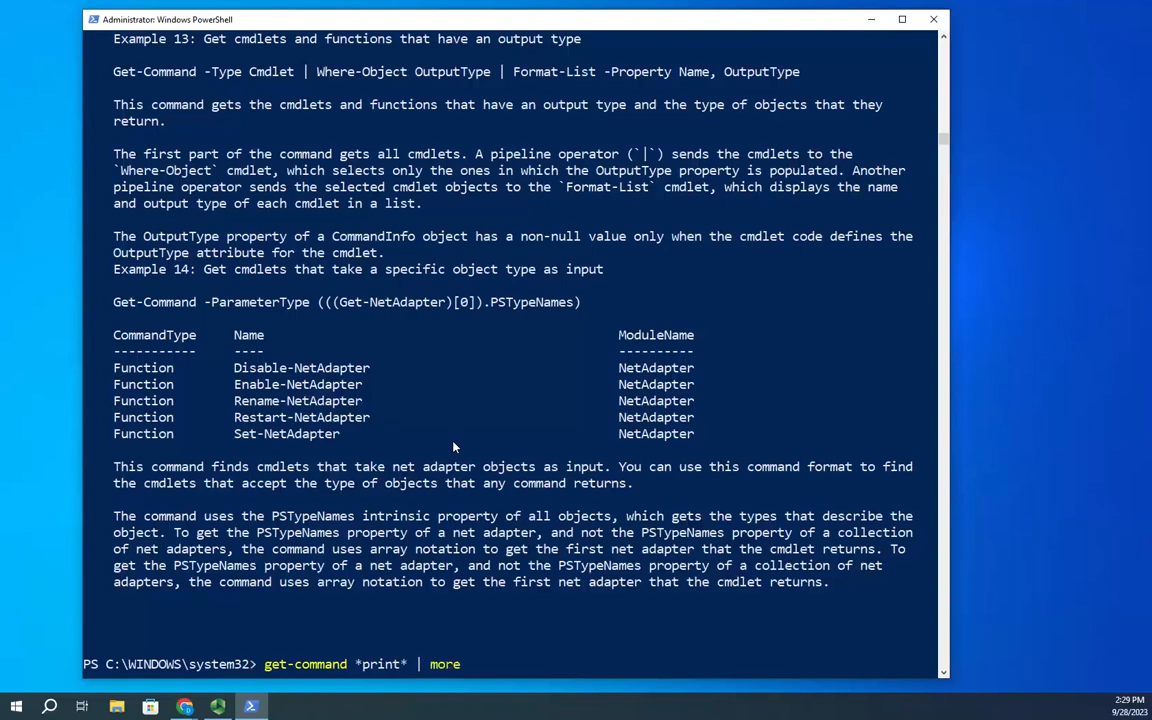 Administrator: Windows PowerShell
Example 13: Get cmdlets and functions that have an output type
Get-Command -Type Cmdlet | Where-Object OutputType | Format-List -Property Name, OutputType
This command gets the cmdlets and functions that have an output type and the type of objects that they
return.
The first part of the command gets all cmdlets. A pipeline operator (`|`) sends the cmdlets to the
`Where-Object` cmdlet, which selects only the ones in which the OutputType property is populated. Another
pipeline operator sends the selected cmdlet objects to the `Format-List` cmdlet, which displays the name
and output type of each cmdlet in a list.
The OutputType property of a CommandInfo object has a non-null value only when the cmdlet code defines the
OutputType attribute for the cmdlet.
Example 14: Get cmdlets that take a specific object type as input
Get-Command -ParameterType (((Get-NetAdapter)[0]).PSTypeNames)
CommandType Name ModuleName
----------- ---- ----------
Function Disable-NetAdapter NetAdapter
Function Enable-NetAdapter NetAdapter
Function Rename-NetAdapter NetAdapter
Function Restart-NetAdapter NetAdapter
Function Set-NetAdapter NetAdapter
This command finds cmdlets that take net adapter objects as input. You can use this command format to find
the cmdlets that accept the type of objects that any command returns.
The command uses the PSTypeNames intrinsic property of all objects, which gets the types that describe the
object. To get the PSTypeNames property of a net adapter, and not the PSTypeNames property of a collection
of net adapters, the command uses array notation to get the first net adapter that the cmdlet returns. To
get the PSTypeNames property of a net adapter, and not the PSTypeNames property of a collection of net
adapters, the command uses array notation to get the first net adapter that the cmdlet returns.
PS C:\WINDOWS\system32> get-command *print* | more
2:29 PM
9/28/2023